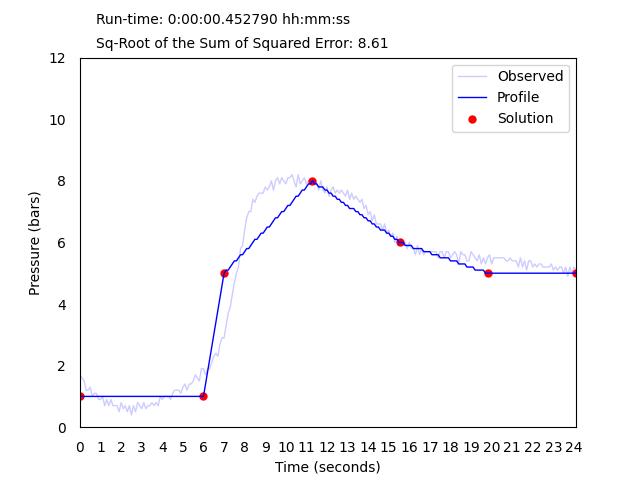 Run-time: 0:00:00.452790 hh:mm:ss
Sq-Root of the Sum of Squared Error: 8.61
12
10
8
6
4
2
0
Pressure (bars)
Observed
Profile
Solution
0 1 2 3 4 5 6 7 8 9 10 11 12 13 14 15 16 17 18 19 20 21 22 23 24
Time (seconds)